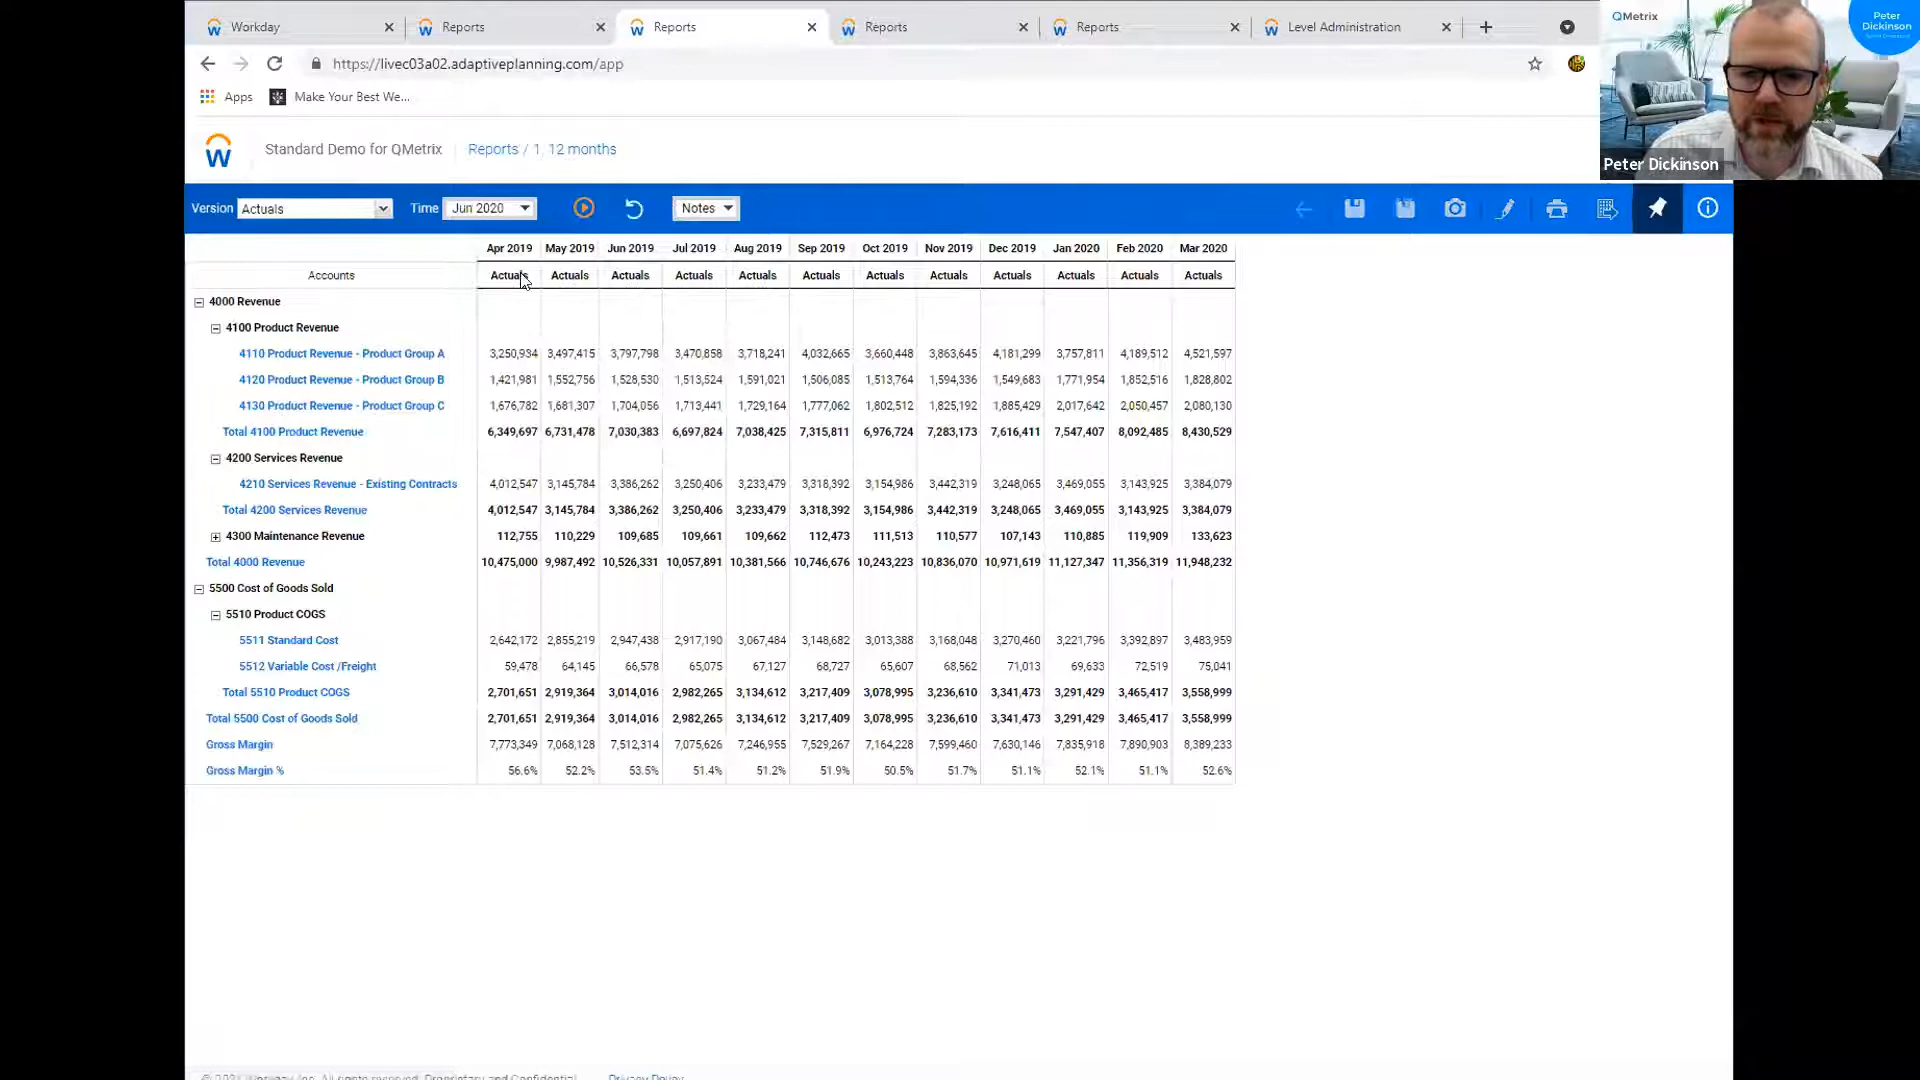 Workday
Reports
Reports
Reports
Reports
Level Administration
https://livec03a02.adaptiveplanning.com/app
Apps
Make Your Best We...
QMetrix
Peter
Dickinson
Peter Dickinson
Standard Demo for QMetrix
Reports / 1. 12 months
Version Actuals Time Jun 2020 Notes
Apr 2019 May 2019 Jun 2019 Jul 2019 Aug 2019 Sep 2019 Oct 2019 Nov 2019 Dec 2019 Jan 2020 Feb 2020 Mar 2020
Accounts Actuals Actuals Actuals Actuals Actuals Actuals Actuals Actuals Actuals Actuals Actuals Actuals
4000 Revenue
4100 Product Revenue
4110 Product Revenue - Product Group A 3,250,934 3,497,415 3,797,798 3,470,858 3,718,241 4,032,665 3,660,448 3,863,645 4,181,299 3,757,811 4,189,512 4,521,597
4120 Product Revenue - Product Group B 1,421,981 1,552,756 1,528,530 1,513,524 1,591,021 1,506,085 1,513,764 1,594,336 1,549,683 1,771,954 1,852,516 1,828,802
4130 Product Revenue - Product Group C 1,676,782 1,681,307 1,704,056 1,713,441 1,729,164 1,777,062 1,802,512 1,825,192 1,885,429 2,017,642 2,050,457 2,080,130
Total 4100 Product Revenue 6,349,697 6,731,478 7,030,383 6,697,824 7,038,425 7,315,811 6,976,724 7,283,173 7,616,411 7,547,407 8,092,485 8,430,529
4200 Services Revenue
4210 Services Revenue - Existing Contracts 4,012,547 3,145,784 3,386,262 3,250,406 3,233,479 3,318,392 3,154,986 3,442,319 3,248,065 3,469,055 3,143,925 3,384,079
Total 4200 Services Revenue 4,012,547 3,145,784 3,386,262 3,250,406 3,233,479 3,318,392 3,154,986 3,442,319 3,248,065 3,469,055 3,143,925 3,384,079
4300 Maintenance Revenue 112,755 110,229 109,685 109,661 109,662 112,473 111,513 110,577 107,143 110,885 119,909 133,623
Total 4000 Revenue 10,475,000 9,987,492 10,526,331 10,057,891 10,381,566 10,746,676 10,243,223 10,836,070 10,971,619 11,127,347 11,356,319 11,948,232
5500 Cost of Goods Sold
5510 Product COGS
5511 Standard Cost 2,642,172 2,855,219 2,947,438 2,917,190 3,067,484 3,148,682 3,013,388 3,168,048 3,270,460 3,221,796 3,392,897 3,483,959
5512 Variable Cost /Freight 59,478 64,145 66,578 65,075 67,127 68,727 65,607 68,562 71,013 69,633 72,519 75,041
Total 5510 Product COGS 2,701,651 2,919,364 3,014,016 2,982,265 3,134,612 3,217,409 3,078,995 3,236,610 3,341,473 3,291,429 3,465,417 3,558,999
Total 5500 Cost of Goods Sold 2,701,651 2,919,364 3,014,016 2,982,265 3,134,612 3,217,409 3,078,995 3,236,610 3,341,473 3,291,429 3,465,417 3,558,999
Gross Margin 7,773,349 7,068,128 7,512,314 7,075,626 7,246,955 7,529,267 7,164,228 7,599,460 7,630,146 7,835,918 7,890,903 8,389,233
Gross Margin % 56.6% 52.2% 53.5% 51.4% 51.2% 51.9% 50.5% 51.7% 51.1% 52.1% 51.1% 52.6%